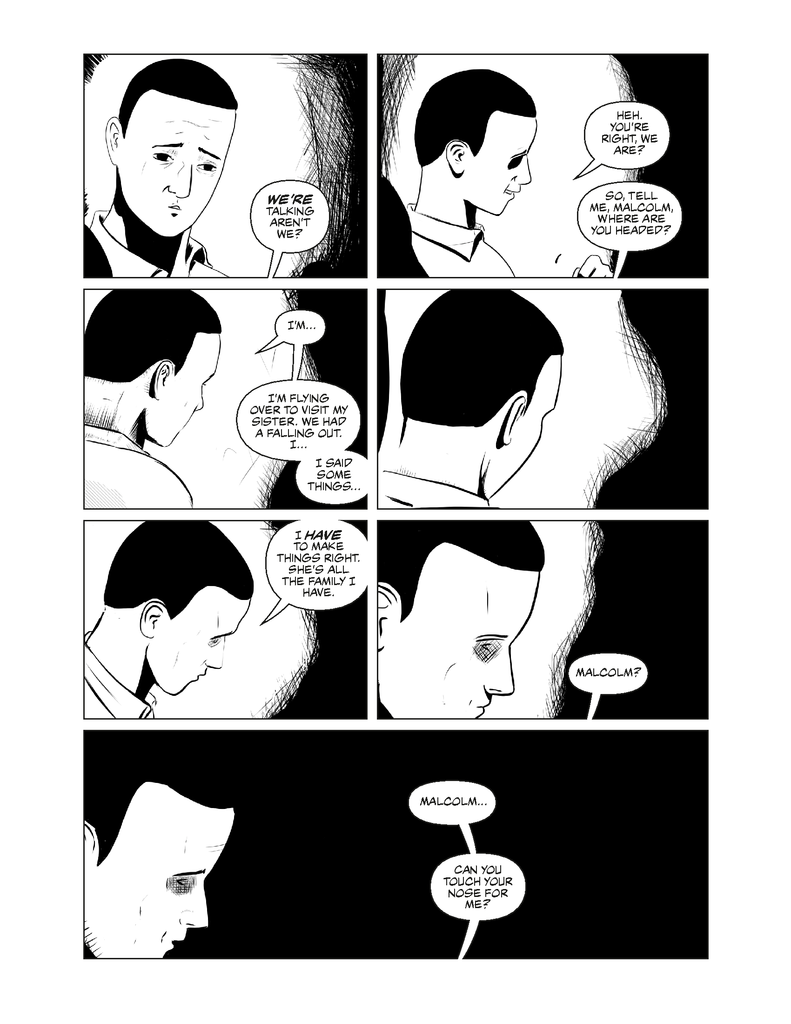 WE'RE
TALKING
AREN'T
WE?
HEH.
YOU'RE
RIGHT, WE
ARE?
SO, TELL
ME, MALCOLM,
WHERE ARE
YOU HEADED?
I'M...
I'M FLYING
OVER TO VISIT MY
SISTER. WE HAD
A FALLING OUT.
I...
I SAID
SOME
THINGS...
I HAVE
TO MAKE
THINGS RIGHT.
SHE'S ALL
THE FAMILY I
HAVE.
MALCOLM?
MALCOLM...
CAN YOU
TOUCH YOUR
NOSE FOR
ME?